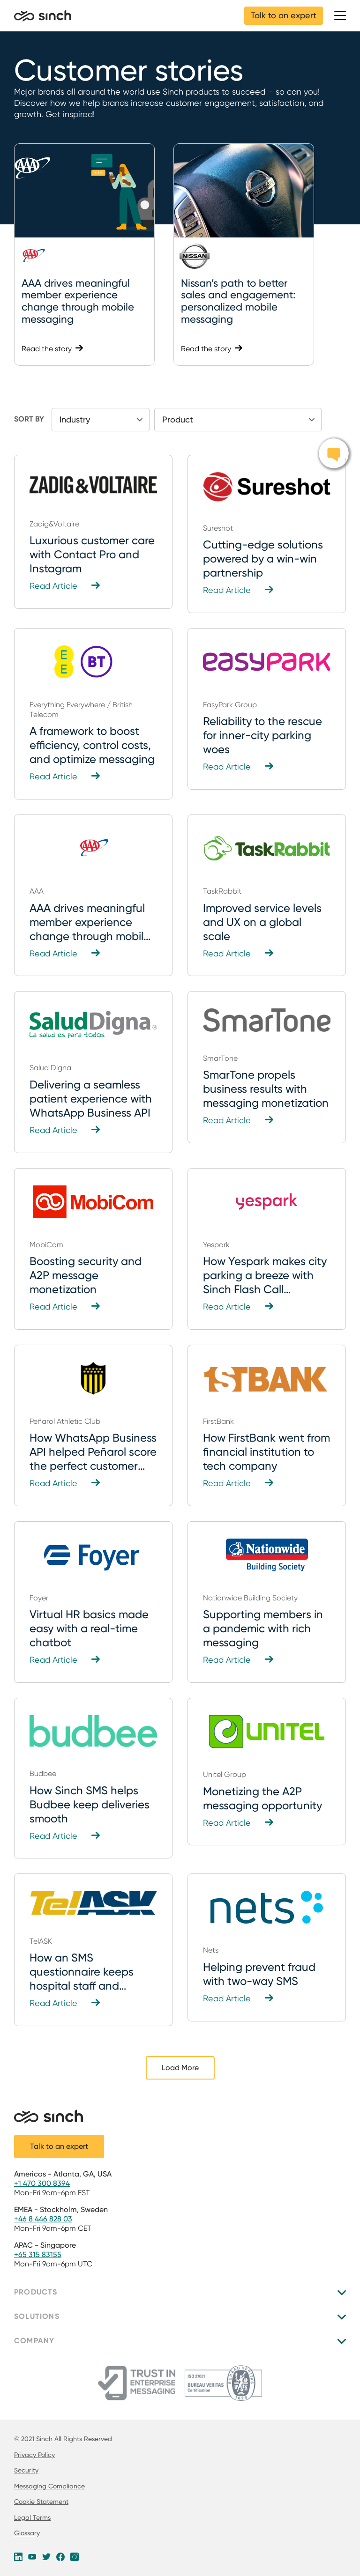 sinch
Talk to an expert
Customer stories
Major brands all around the world use Sinch products to succeed – so can you!
Discover how we help brands increase customer engagement, satisfaction, and
growth. Get inspired!
AAA
NISSAN
AAA drives meaningful
member experience
change through mobile
messaging
Read the story
Nissan's path to better
sales and engagement:
personalized mobile
messaging
Read the story
SORT BY
Industry
Product
ZADIG&VOLTAIRE
Zadig&Voltaire
Luxurious customer care
with Contact Pro and
Instagram
Read Article
Sureshot
Sureshot
Cutting-edge solutions
powered by a win-win
partnership
Read Article
EE BT
Everything Everywhere / British
Telecom
A framework to boost
efficiency, control costs,
and optimize messaging
Read Article
easypark
EasyPark Group
Reliability to the rescue
for inner-city parking
woes
Read Article
AAA
AAA
AAA drives meaningful
member experience
change through mobil...
Read Article
TaskRabbit
TaskRabbit
Improved service levels
and UX on a global
scale
Read Article
SaludDigna
La salud es para todos
Salud Digna
Delivering a seamless
patient experience with
WhatsApp Business API
Read Article
SmarTone
SmarTone
SmarTone propels
business results with
messaging monetization
Read Article
MobiCom
MobiCom
Boosting security and
A2P message
monetization
Read Article
yespark
Yespark
How Yespark makes city
parking a breeze with
Sinch Flash Call...
Read Article
Peñarol Athletic Club
How WhatsApp Business
API helped Peñarol score
the perfect customer...
Read Article
1STBANK
FirstBank
How FirstBank went from
financial institution to
tech company
Read Article
Foyer
Foyer
Virtual HR basics made
easy with a real-time
chatbot
Read Article
Nationwide
Building Society
Nationwide Building Society
Supporting members in
a pandemic with rich
messaging
Read Article
budbee
Budbee
How Sinch SMS helps
Budbee keep deliveries
smooth
Read Article
UNITEL
Unitel Group
Monetizing the A2P
messaging opportunity
Read Article
TelASK
TelASK
How an SMS
questionnaire keeps
hospital staff and...
Read Article
nets
Nets
Helping prevent fraud
with two-way SMS
Read Article
Load More
sinch
Talk to an expert
Americas - Atlanta, GA, USA
+1 470 300 8394
Mon-Fri 9am-6pm EST
EMEA - Stockholm, Sweden
+46 8 446 828 03
Mon-Fri 9am-6pm CET
APAC - Singapore
+65 315 83155
Mon-Fri 9am-6pm UTC
PRODUCTS
SOLUTIONS
COMPANY
TRUST IN
ENTERPRISE
MESSAGING
ISO 27001
BUREAU VERITAS
Certification
© 2021 Sinch All Rights Reserved
Privacy Policy
Security
Messaging Compliance
Cookie Statement
Legal Terms
Glossary